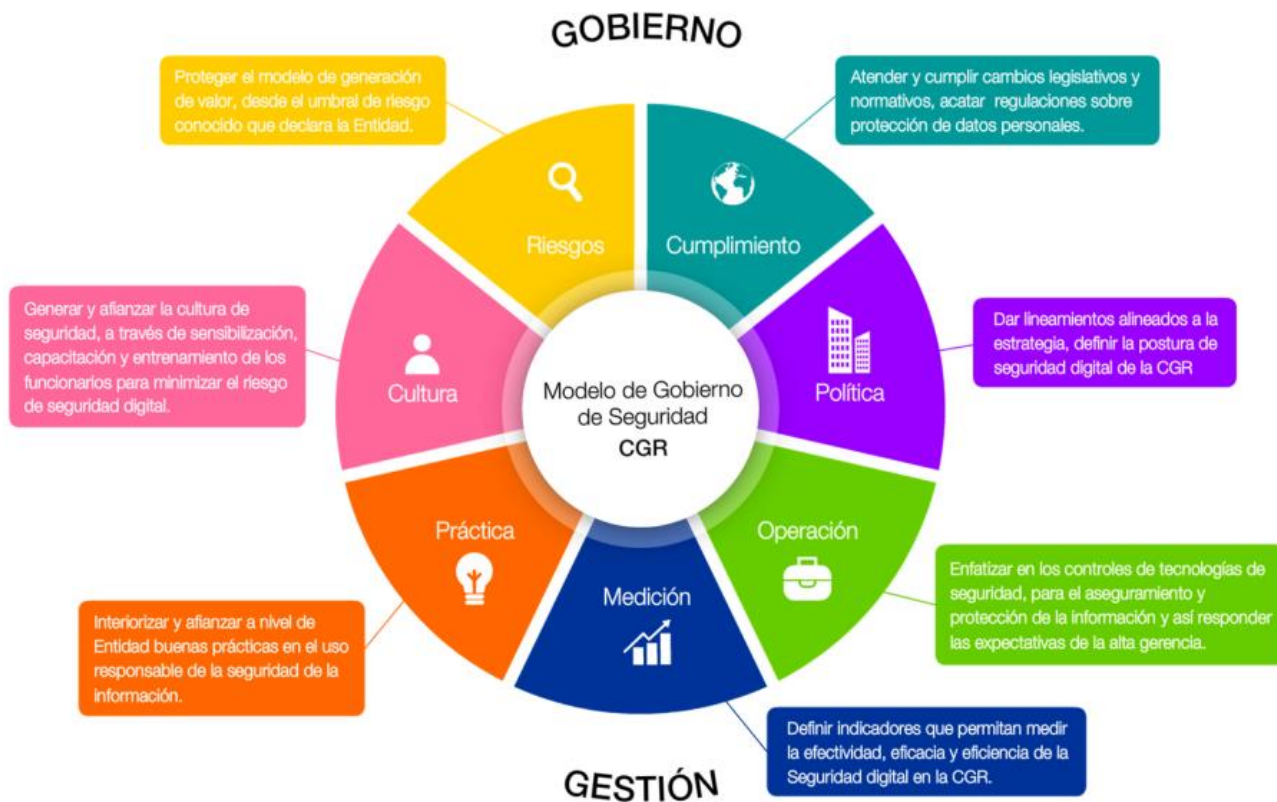 GOBIERNO
Proteger el modelo de generación
de valor, desde el umbral de riesgo
conocido que declara la Entidad.
Atender y cumplir cambios legislativos y
normativos, acatar regulaciones sobre
protección de datos personales.
Riesgos
Cumplimiento
Generar y afianzar la cultura de
seguridad, a través de sensibilización,
capacitación y entrenamiento de los
funcionarios para minimizar el riesgo
de seguridad digital.
Cultura
Modelo de Gobierno
de Seguridad
CGR
Política
Dar lineamientos alineados a la
estrategia, definir la postura de
seguridad digital de la CGR
Práctica
Operación
Medición
Interiorizar y afianzar a nivel de
Entidad buenas prácticas en el uso
responsable de la seguridad de la
información.
Enfatizar en los controles de tecnologías de
seguridad, para el aseguramiento y
protección de la información y así responder
las expectativas de la alta gerencia.
Definir indicadores que permitan medir
la efectividad, eficacia y eficiencia de la
Seguridad digital en la CGR.
GESTIÓN